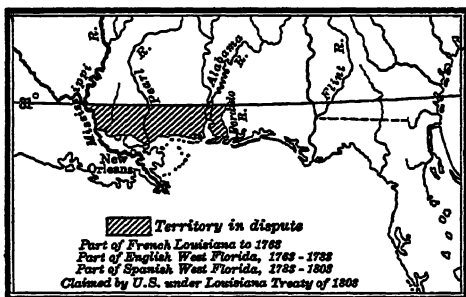 Mississippi R.
Pearl R.
Alabama R.
Perdido R.
Flint R.
New
Orleans
Territory in dispute
Part of French Louisiana to 1763
Part of English West Florida, 1763 - 1783
Part of Spanish West Florida, 1783 - 1803
Claimed by U.S. under Louisiana Treaty of 1803